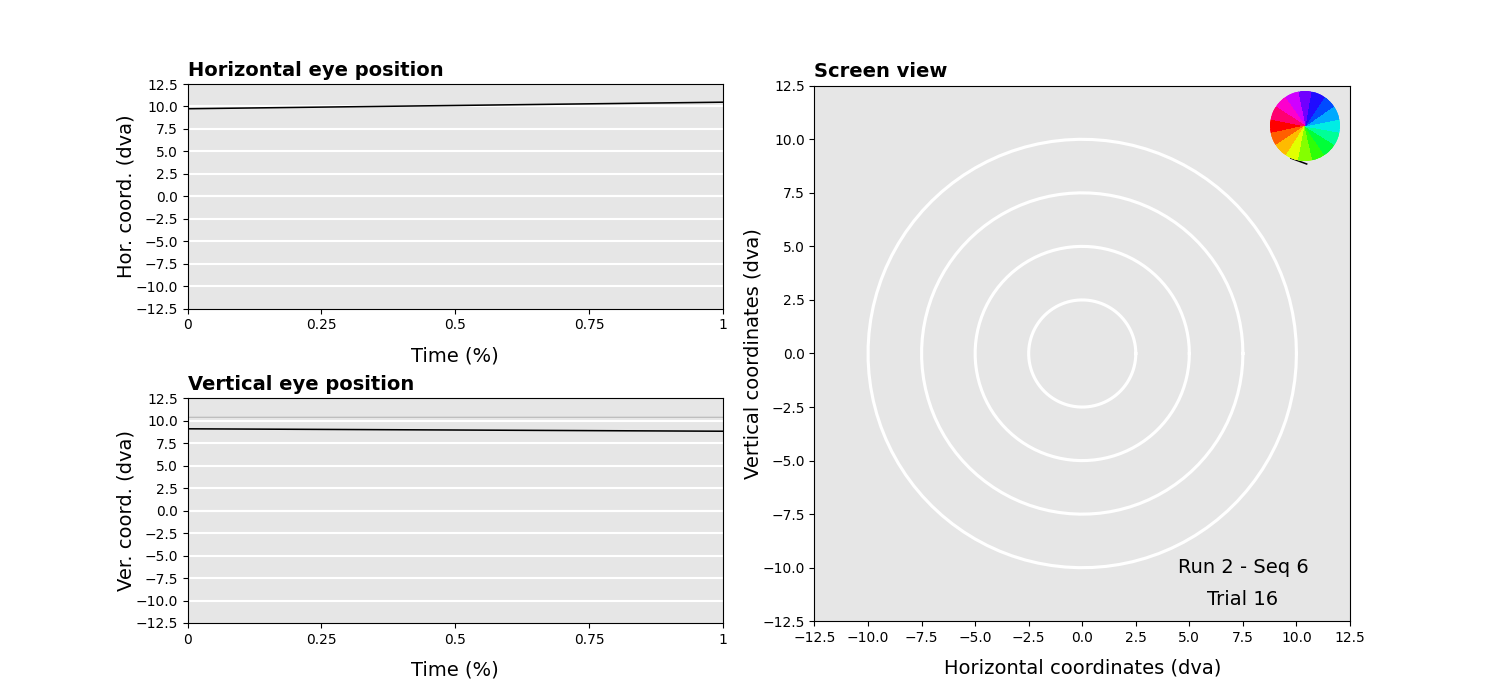 Horizontal eye position
Hor. coord. (dva)
12.5
10.0
7.5
5.0
2.5
0.0
−2.5
−5.0
−7.5
−10.0
−12.5
0 0.25 0.5 0.75 1
Time (%)
Vertical eye position
Ver. coord. (dva)
12.5
10.0
7.5
5.0
2.5
0.0
−2.5
−5.0
−7.5
−10.0
−12.5
0 0.25 0.5 0.75 1
Time (%)
Screen view
Vertical coordinates (dva)
12.5
10.0
7.5
5.0
2.5
0.0
−2.5
−5.0
−7.5
−10.0
−12.5
Run 2 - Seq 6
Trial 16
−12.5 −10.0 −7.5 −5.0 −2.5 0.0 2.5 5.0 7.5 10.0 12.5
Horizontal coordinates (dva)